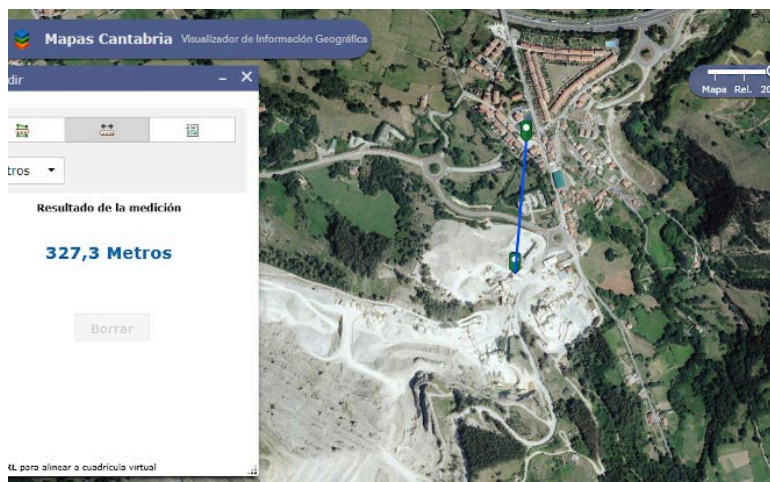 Mapas Cantabria Visualizador de Información Geográfica
dir
Mapa Rel. 20
tros
Resultado de la medición
327,3 Metros
Borrar
RL para alinear a cuadrícula virtual